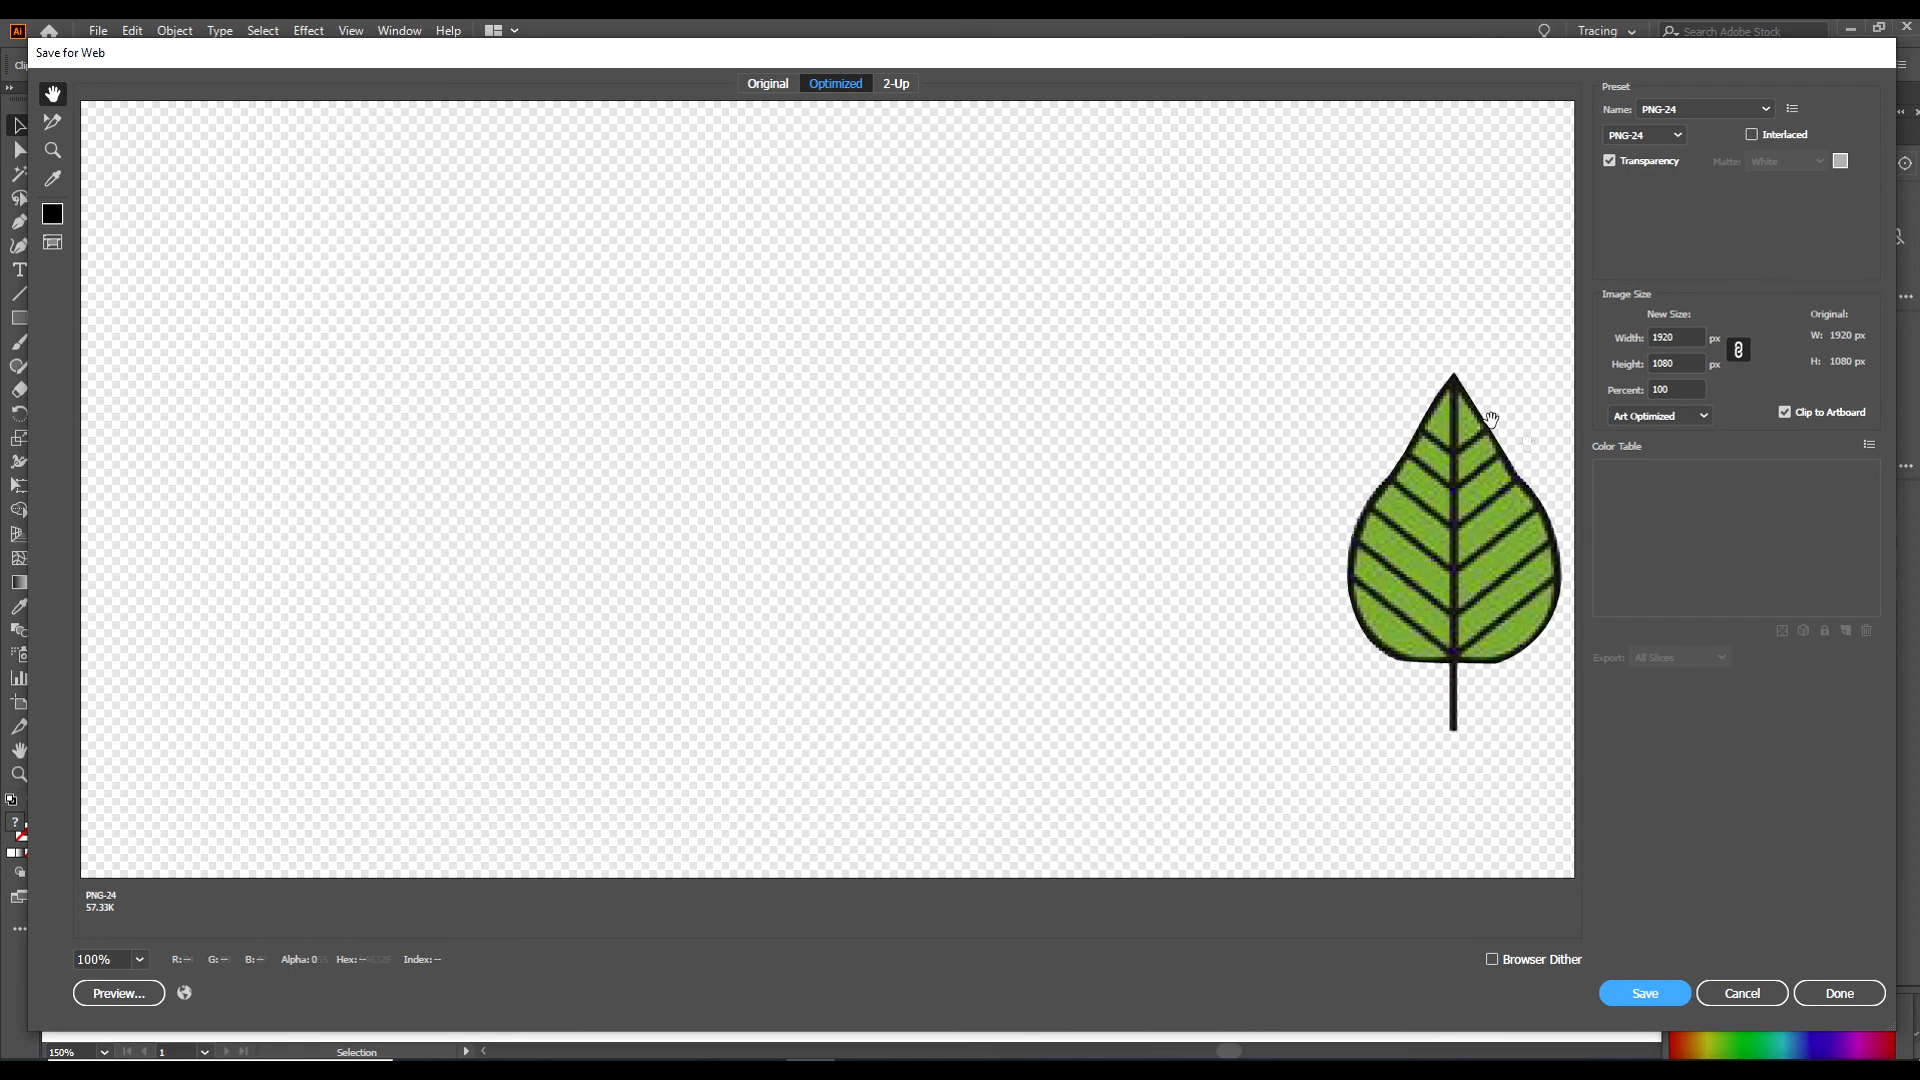 Ai File Edit Object Type Select Effect View Window Help Tracing Search Adobe Stock
Save for Web
Original Optimized 2-Up
Preset
Name: PNG-24
PNG-24 Interlaced
Transparency Matte: White
Image Size
New Size: Original:
Width: 1920 px W: 1920 px
Height: 1080 px H: 1080 px
Percent: 100
Art Optimized Clip to Artboard
Color Table
Export: All Slices
PNG-24
57.33K
100% R: -- G: -- B: -- Alpha: 0 Hex: -- Index: --
Browser Dither
Preview... Save Cancel Done
150% 1 Selection